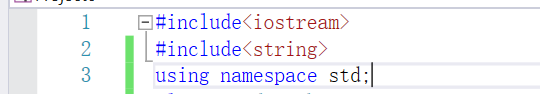 1 #include<iostream>
2 #include<string>
3 using namespace std;